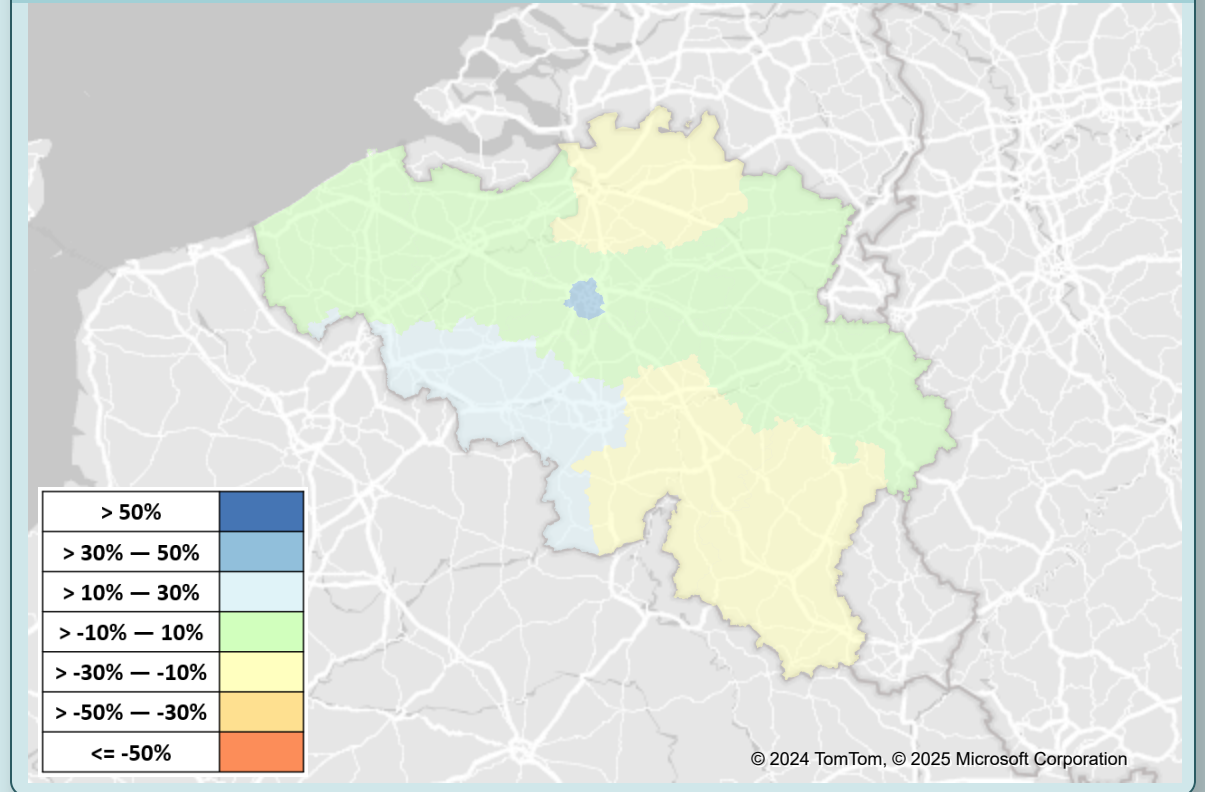 > 50%
> 30% — 50%
> 10% — 30%
> -10% — 10%
> -30% — -10%
> -50% — -30%
<= -50%
© 2024 TomTom, © 2025 Microsoft Corporation